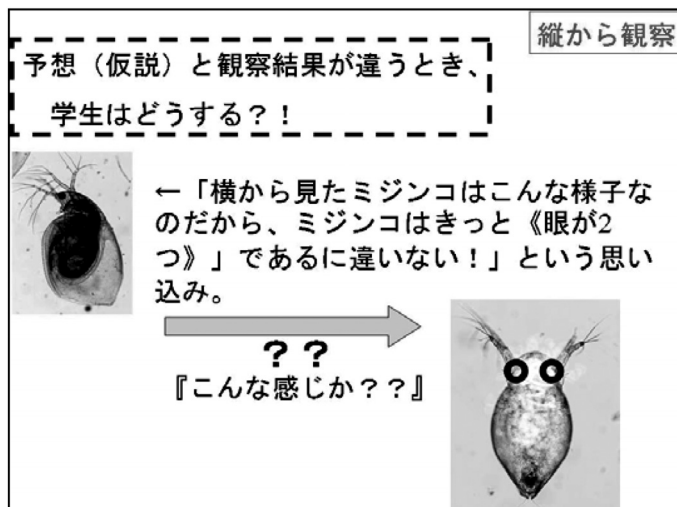 縦から観察
予想（仮説）と観察結果が違うとき、
学生はどうする？！
←「横から見たミジンコはこんな様子な
のだから、ミジンコはきっと《眼が2
つ》」であるに違いない！」という思い
込み。
？？
『こんな感じか？？』